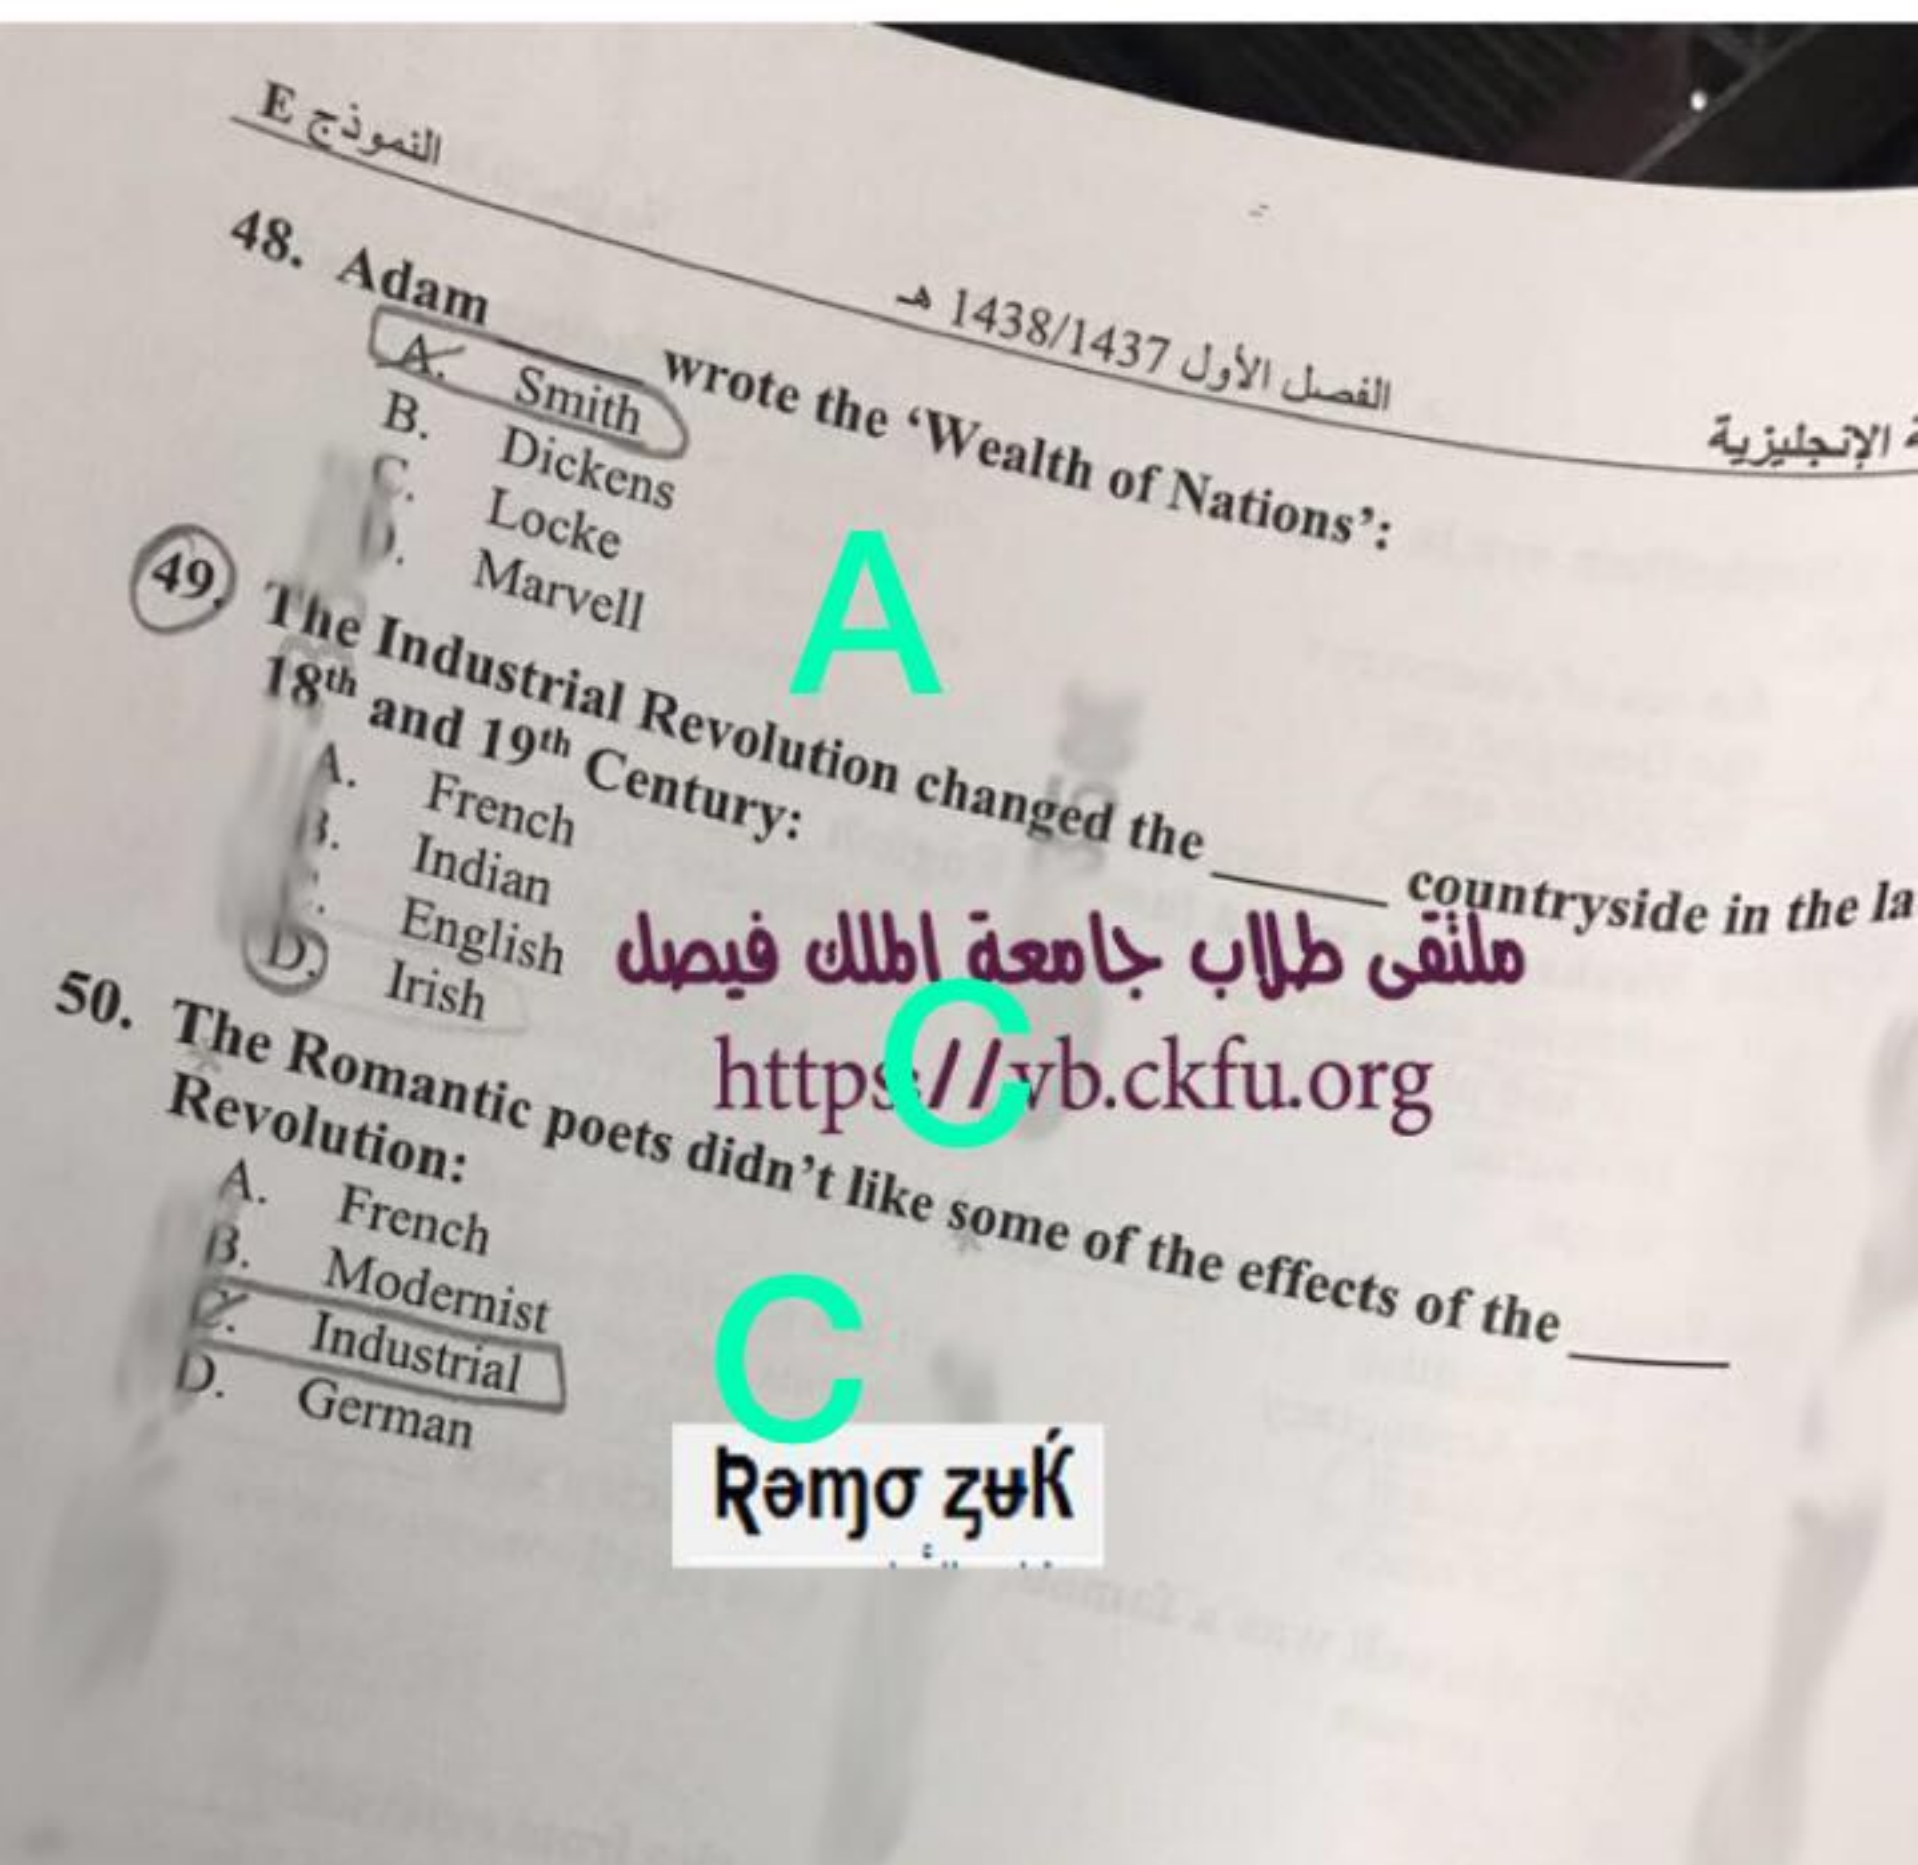 النموذج E
الفصل الأول 1438/1437 هـ
الإنجليزية
48. Adam ______ wrote the ‘Wealth of Nations’:
A. Smith
B. Dickens
C. Locke
D. Marvell
A
49. The Industrial Revolution changed the ______ countryside in the
18th and 19th Century:
A. French
B. Indian
C. English
D. Irish
ملتقى طلاب جامعة الملك فيصل
https://vb.ckfu.org
C
50. The Romantic poets didn’t like some of the effects of the ______
Revolution:
A. French
B. Modernist
C. Industrial
D. German
C
Ʀəɱσ ȥʉḰ